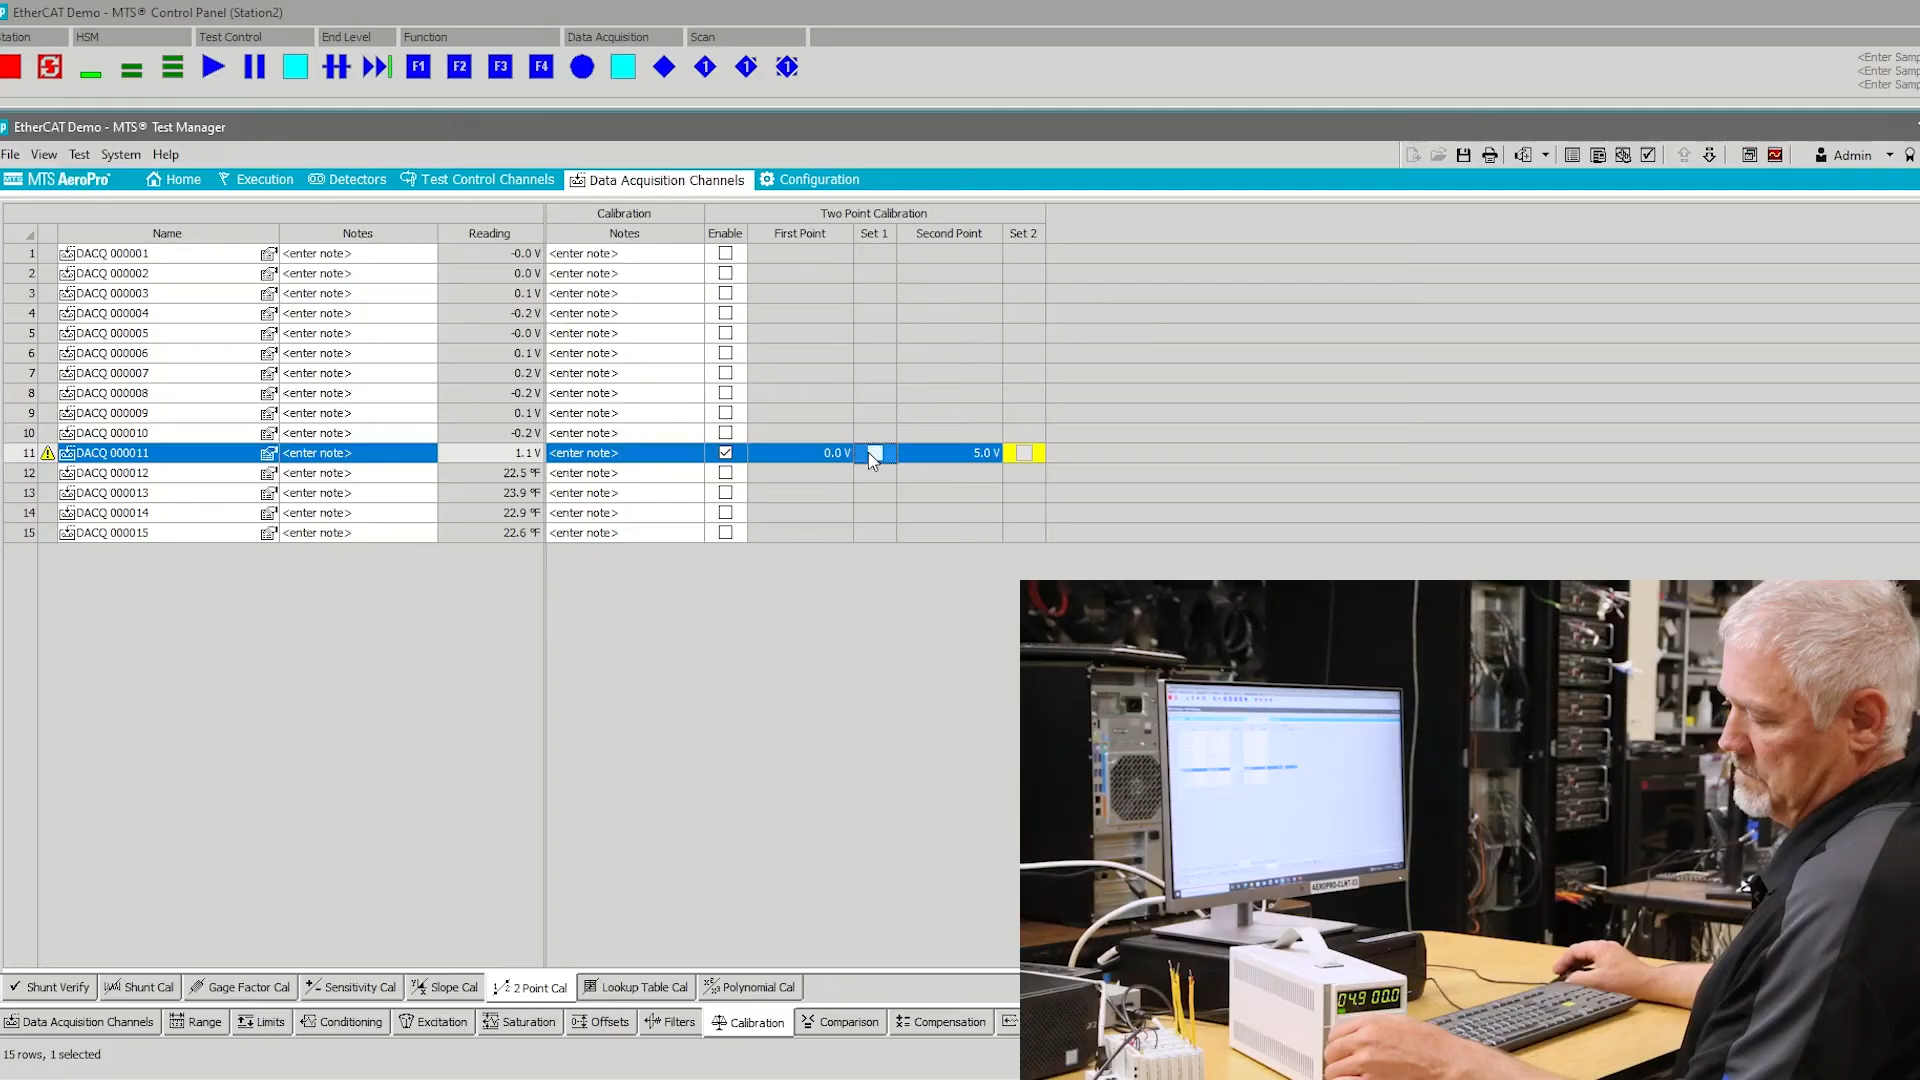 EtherCAT Demo - MTS® Control Panel (Station2)
HSM
Test Control
End Level
Function
Data Acquisition
Scan
F1 F2 F3 F4 1 1 1
EtherCAT Demo - MTS® Test Manager
File View Test System Help
Admin
MTS AeroPro™ Home Execution Detectors Test Control Channels Data Acquisition Channels Configuration
Calibration Two Point Calibration
Name Notes Reading Notes Enable First Point Set 1 Second Point Set 2
1 DACQ 000001 <enter note> -0.0 V <enter note>
2 DACQ 000002 <enter note> 0.0 V <enter note>
3 DACQ 000003 <enter note> 0.1 V <enter note>
4 DACQ 000004 <enter note> -0.2 V <enter note>
5 DACQ 000005 <enter note> -0.0 V <enter note>
6 DACQ 000006 <enter note> 0.1 V <enter note>
7 DACQ 000007 <enter note> 0.2 V <enter note>
8 DACQ 000008 <enter note> -0.2 V <enter note>
9 DACQ 000009 <enter note> 0.1 V <enter note>
10 DACQ 000010 <enter note> -0.2 V <enter note>
11 DACQ 000011 <enter note> 1.1 V <enter note> 0.0 V 5.0 V
12 DACQ 000012 <enter note> 22.5 °F <enter note>
13 DACQ 000013 <enter note> 23.9 °F <enter note>
14 DACQ 000014 <enter note> 22.9 °F <enter note>
15 DACQ 000015 <enter note> 22.6 °F <enter note>
AEROPRO-CLNT-03
04.9 00.0
Shunt Verify Shunt Cal Gage Factor Cal Sensitivity Cal Slope Cal 2 Point Cal Lookup Table Cal Polynomial Cal
Data Acquisition Channels Range Limits Conditioning Excitation Saturation Offsets Filters Calibration Comparison Compensation
15 rows, 1 selected